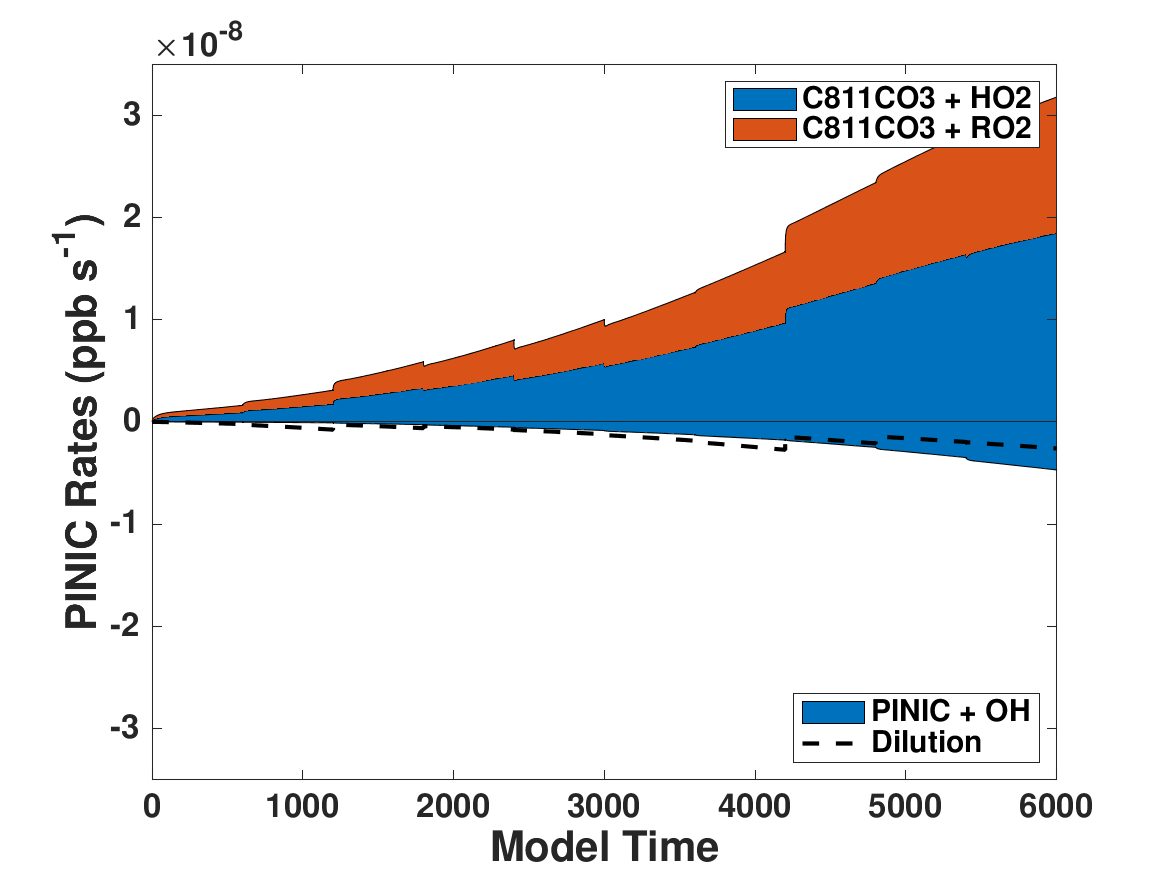 ×10-8
C811CO3 + HO2
C811CO3 + RO2
3
2
1
0
-1
-2
-3
PINIC Rates (ppb s-1)
PINIC + OH
Dilution
0 1000 2000 3000 4000 5000 6000
Model Time